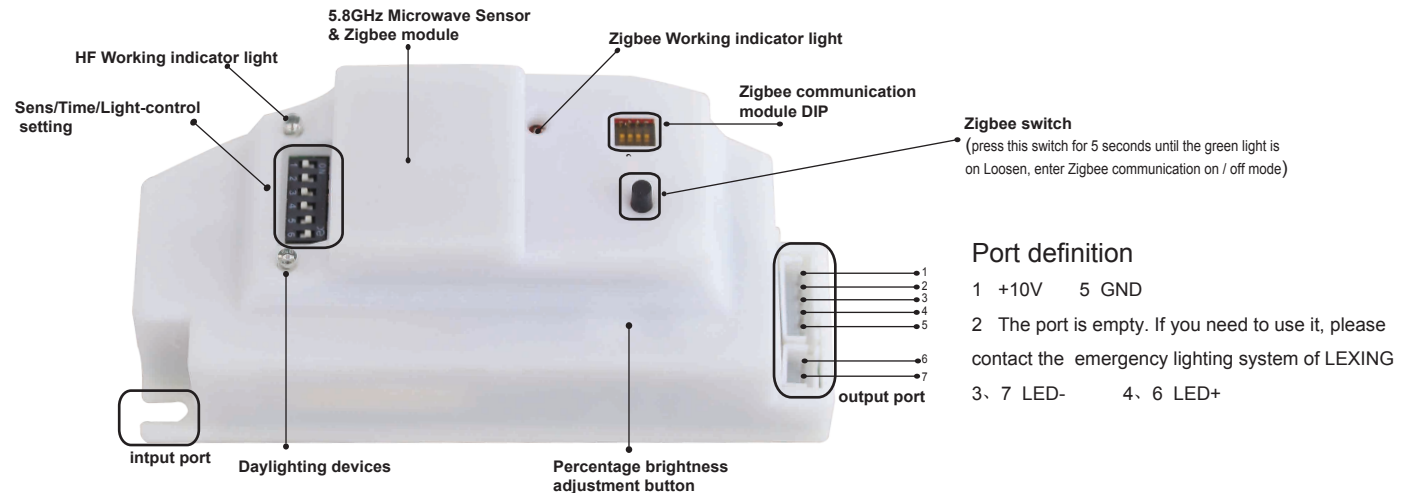 5.8GHz Microwave Sensor
& Zigbee module
HF Working indicator light
Zigbee Working indicator light
Sens/Time/Light-control
setting
Zigbee communication
module DIP
Zigbee switch
(press this switch for 5 seconds until the green light is
on Loosen, enter Zigbee communication on / off mode)
1
2
3
4
5
6
7
output port
Port definition
1 +10V 5 GND
2 The port is empty. If you need to use it, please
contact the emergency lighting system of LEXING
3、7 LED- 4、6 LED+
intput port
Daylighting devices
Percentage brightness
adjustment button